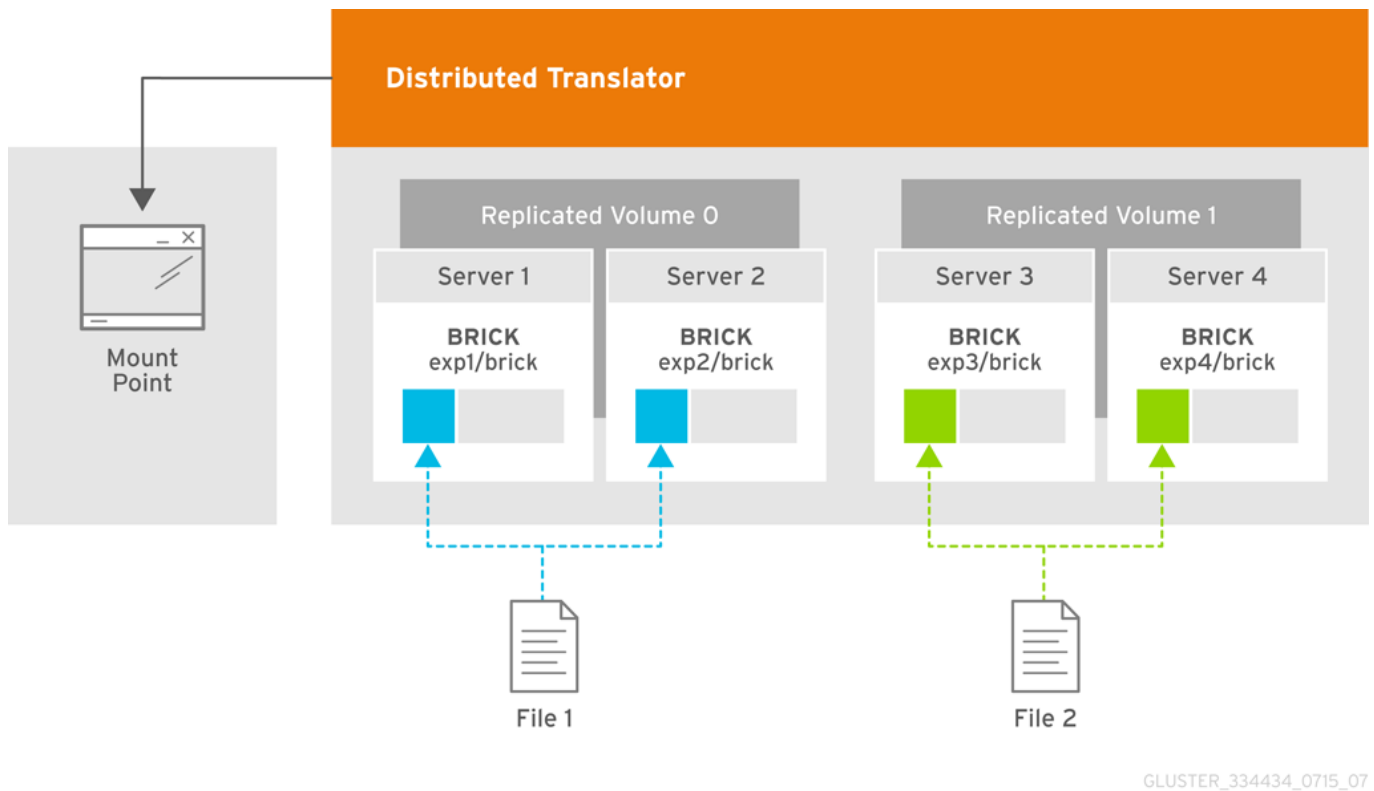 Distributed Translator
Replicated Volume 0
Replicated Volume 1
Server 1
Server 2
Server 3
Server 4
BRICK
exp1/brick
BRICK
exp2/brick
BRICK
exp3/brick
BRICK
exp4/brick
Mount
Point
File 1
File 2
GLUSTER_334434_0715_07